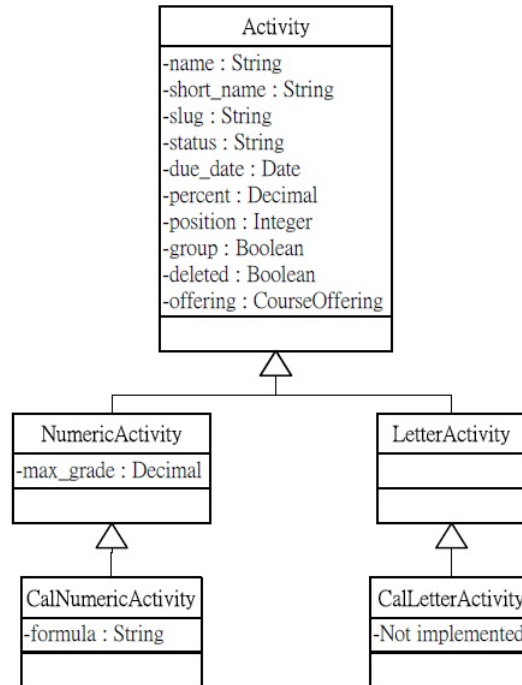 Activity
-name : String
-short_name : String
-slug : String
-status : String
-due_date : Date
-percent : Decimal
-position : Integer
-group : Boolean
-deleted : Boolean
-offering : CourseOffering
NumericActivity
-max_grade : Decimal
LetterActivity
CalNumericActivity
-formula : String
CalLetterActivity
-Not implemented